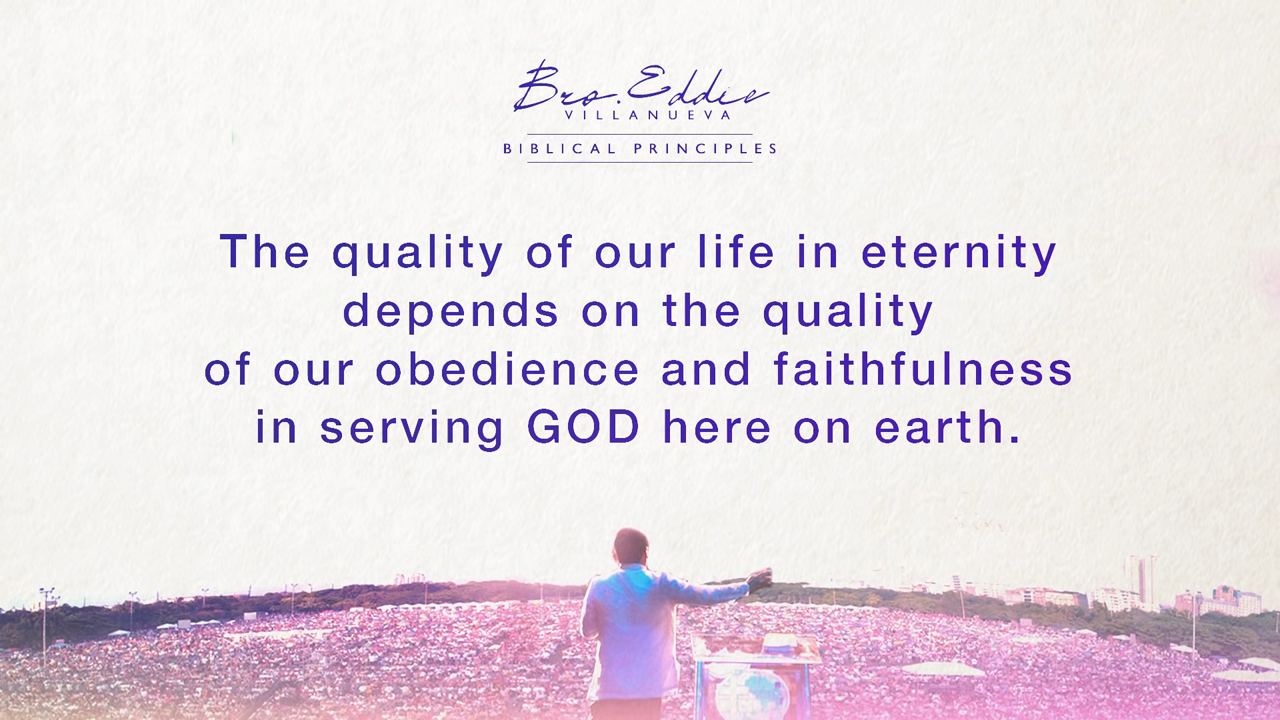 Bro. Eddie
VILLANUEVA
BIBLICAL PRINCIPLES
The quality of our life in eternity
depends on the quality
of our obedience and faithfulness
in serving GOD here on earth.